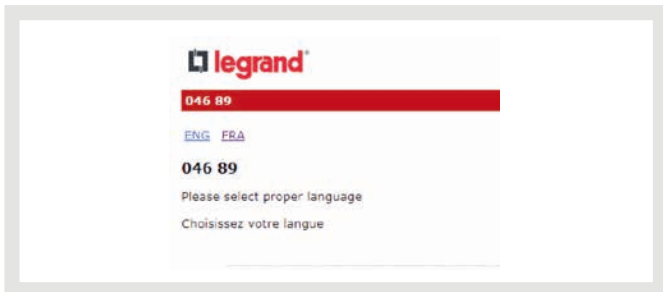 legrand®
046 89
ENG FRA
046 89
Please select proper language
Choisissez votre langue